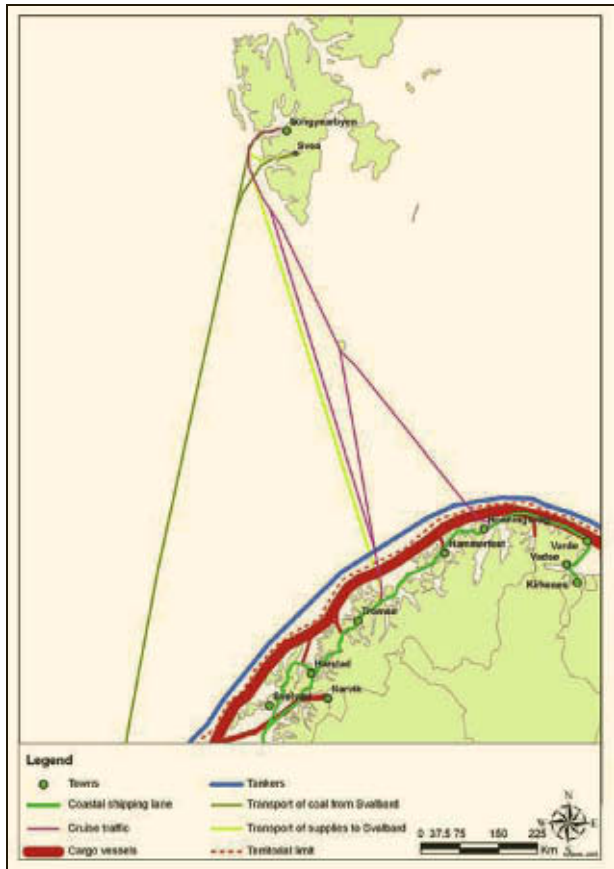 Longyearbyen
Svea
Honningsvåg
Hammerfest
Vardø
Vadsø
Kirkenes
Tromsø
Harstad
Svolvær
Narvik
Legend
Towns
Tankers
Coastal shipping lane
Transport of coal from Svalbard
Cruise traffic
Transport of supplies to Svalbard
Cargo vessels
Territorial limit
0 37.5 75 150 225
Km
N
W E
S